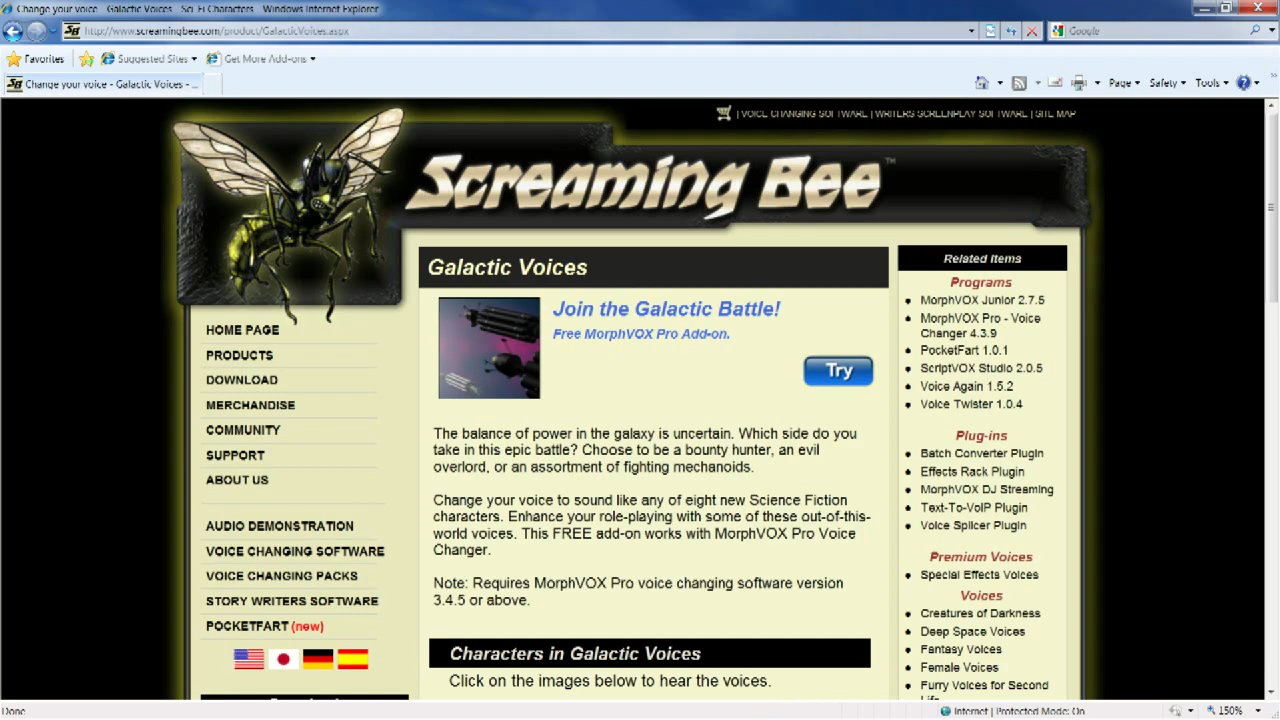 Change your voice - Galactic Voices - Sci-Fi Characters - Windows Internet Explorer
http://www.screamingbee.com/product/GalacticVoices.aspx
Google
Favorites
Suggested Sites
Get More Add-ons
Change your voice - Galactic Voices - ...
Page
Safety
Tools
| VOICE CHANGING SOFTWARE | WRITERS SCREENPLAY SOFTWARE | SITE MAP
Screaming Bee™
HOME PAGE
PRODUCTS
DOWNLOAD
MERCHANDISE
COMMUNITY
SUPPORT
ABOUT US
AUDIO DEMONSTRATION
VOICE CHANGING SOFTWARE
VOICE CHANGING PACKS
STORY WRITERS SOFTWARE
POCKETFART (new)
Galactic Voices
Join the Galactic Battle!
Free MorphVOX Pro Add-on.
Try
The balance of power in the galaxy is uncertain. Which side do you
take in this epic battle? Choose to be a bounty hunter, an evil
overlord, or an assortment of fighting mechanoids.
Change your voice to sound like any of eight new Science Fiction
characters. Enhance your role-playing with some of these out-of-this-
world voices. This FREE add-on works with MorphVOX Pro Voice
Changer.
Note: Requires MorphVOX Pro voice changing software version
3.4.5 or above.
Characters in Galactic Voices
Click on the images below to hear the voices.
Related Items
Programs
MorphVOX Junior 2.7.5
MorphVOX Pro - Voice
Changer 4.3.9
PocketFart 1.0.1
ScriptVOX Studio 2.0.5
Voice Again 1.5.2
Voice Twister 1.0.4
Plug-ins
Batch Converter Plugin
Effects Rack Plugin
MorphVOX DJ Streaming
Text-To-VoIP Plugin
Voice Splicer Plugin
Premium Voices
Special Effects Voices
Voices
Creatures of Darkness
Deep Space Voices
Fantasy Voices
Female Voices
Furry Voices for Second
Done
Internet | Protected Mode: On
150%